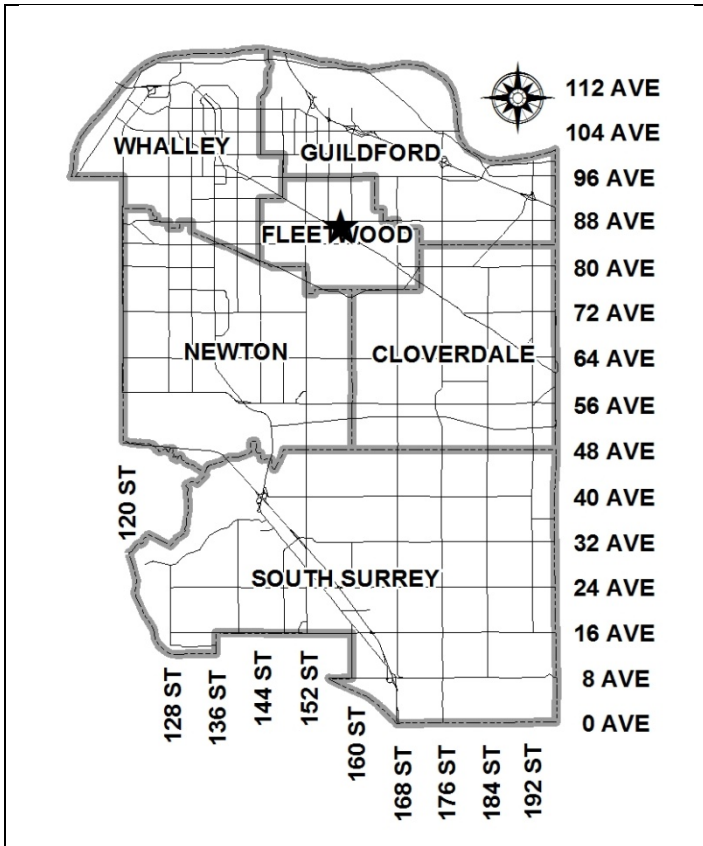 112 AVE
104 AVE
WHALLEY
GUILDFORD
96 AVE
88 AVE
FLEETWOOD
80 AVE
72 AVE
NEWTON
CLOVERDALE
64 AVE
56 AVE
48 AVE
120 ST
40 AVE
32 AVE
SOUTH SURREY
24 AVE
16 AVE
128 ST
136 ST
144 ST
152 ST
160 ST
8 AVE
0 AVE
168 ST
176 ST
184 ST
192 ST